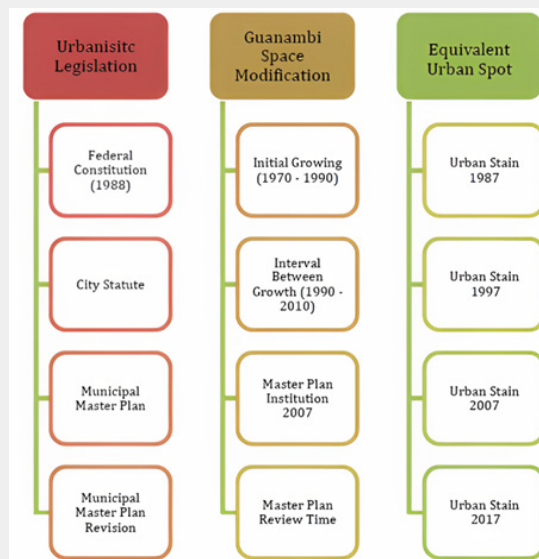 Urbanisitc
Legislation
Federal
Constitution
(1988)
City Statute
Municipal
Master Plan
Municipal
Master Plan
Revision
Guanambi
Space
Modification
Initial Growing
(1970 - 1990)
Interval
Between
Growth (1990 -
2010)
Master Plan
Institution
2007
Master Plan
Review Time
Equivalent
Urban Spot
Urban Stain
1987
Urban Stain
1997
Urban Stain
2007
Urban Stain
2017